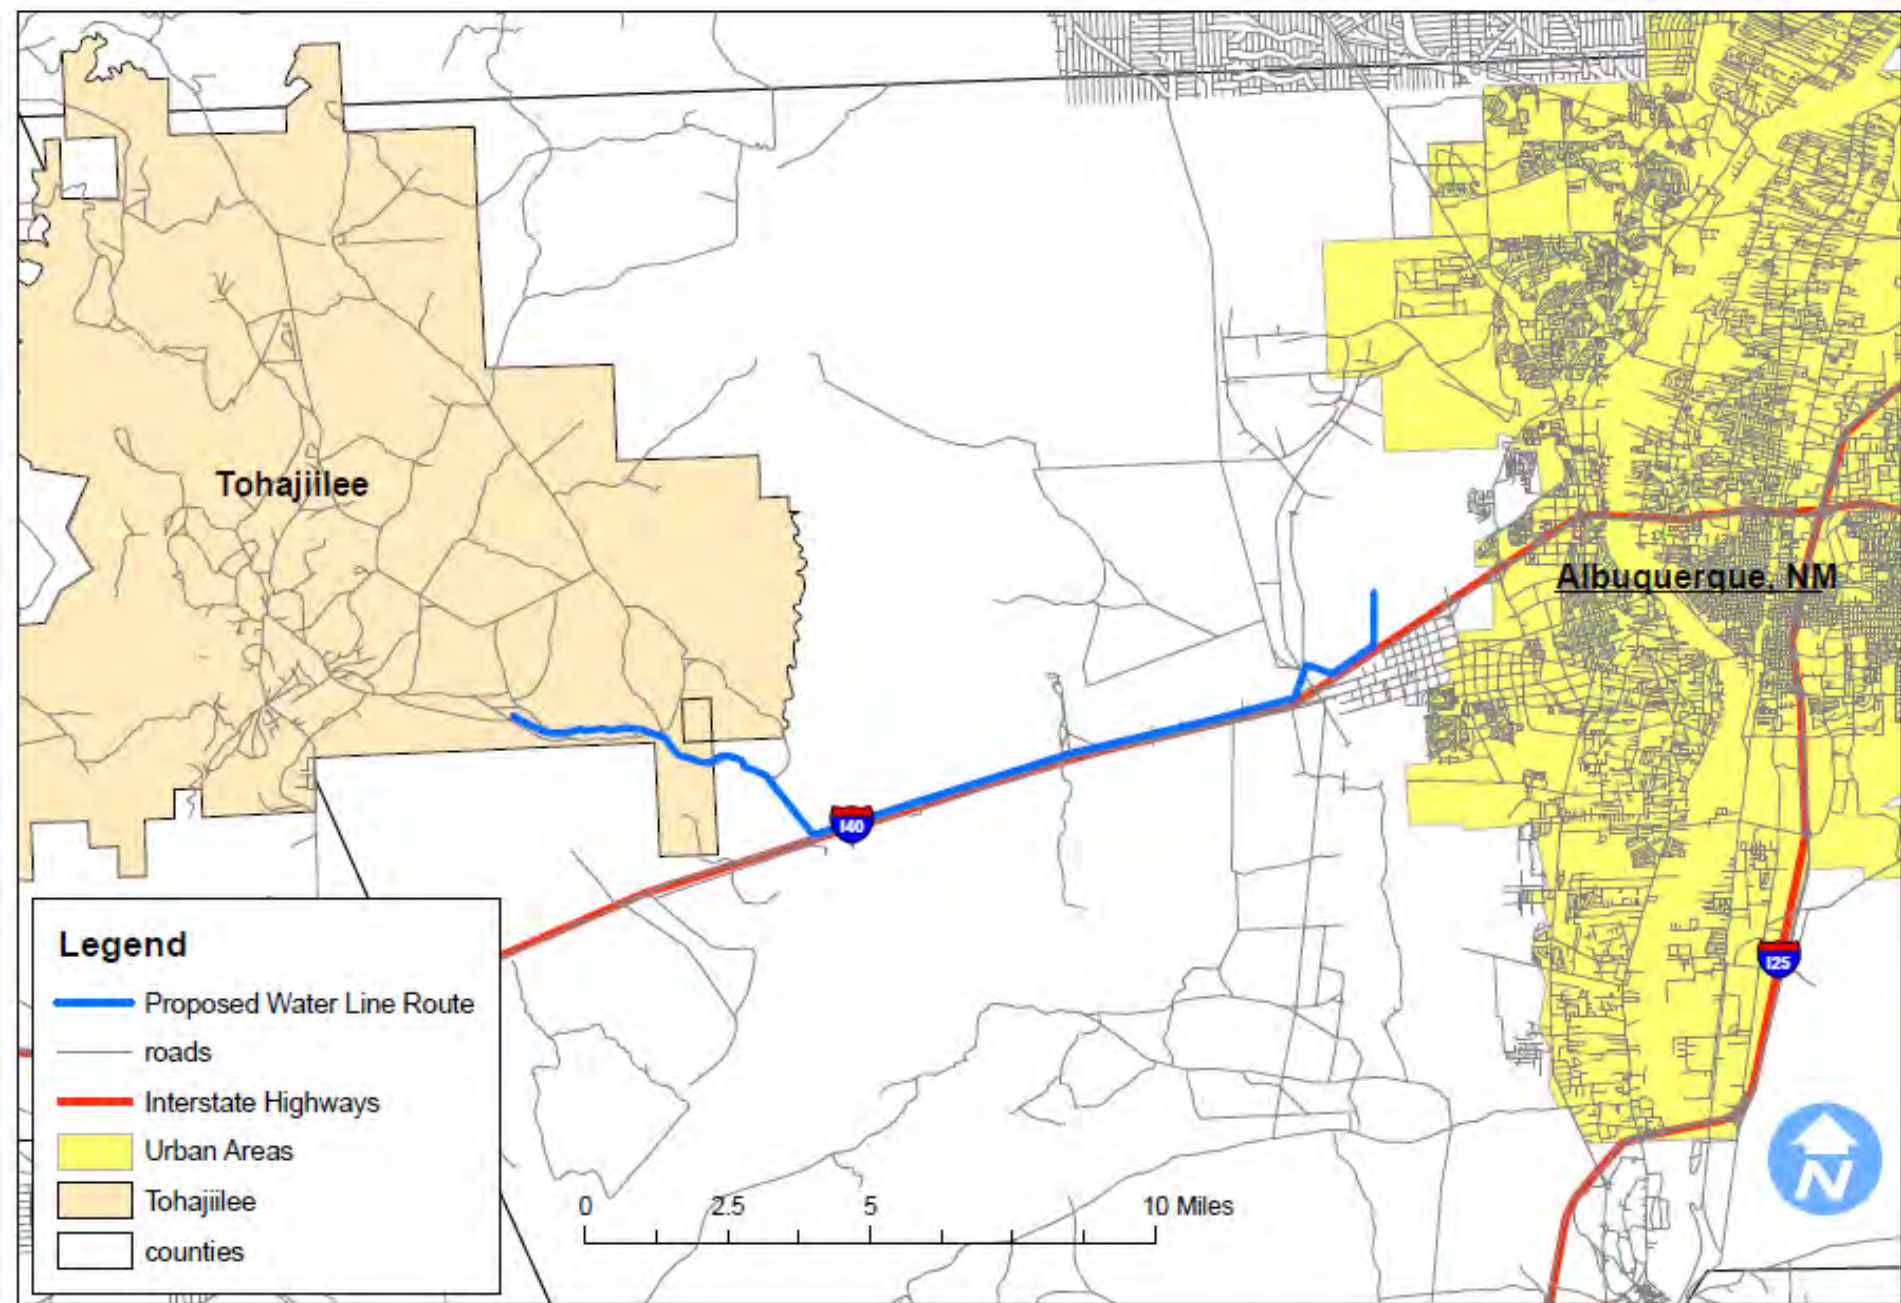 Tohajiilee
Albuquerque, NM
I40
I25
Legend
Proposed Water Line Route
roads
Interstate Highways
Urban Areas
Tohajiilee
counties
0 2.5 5 10 Miles
N